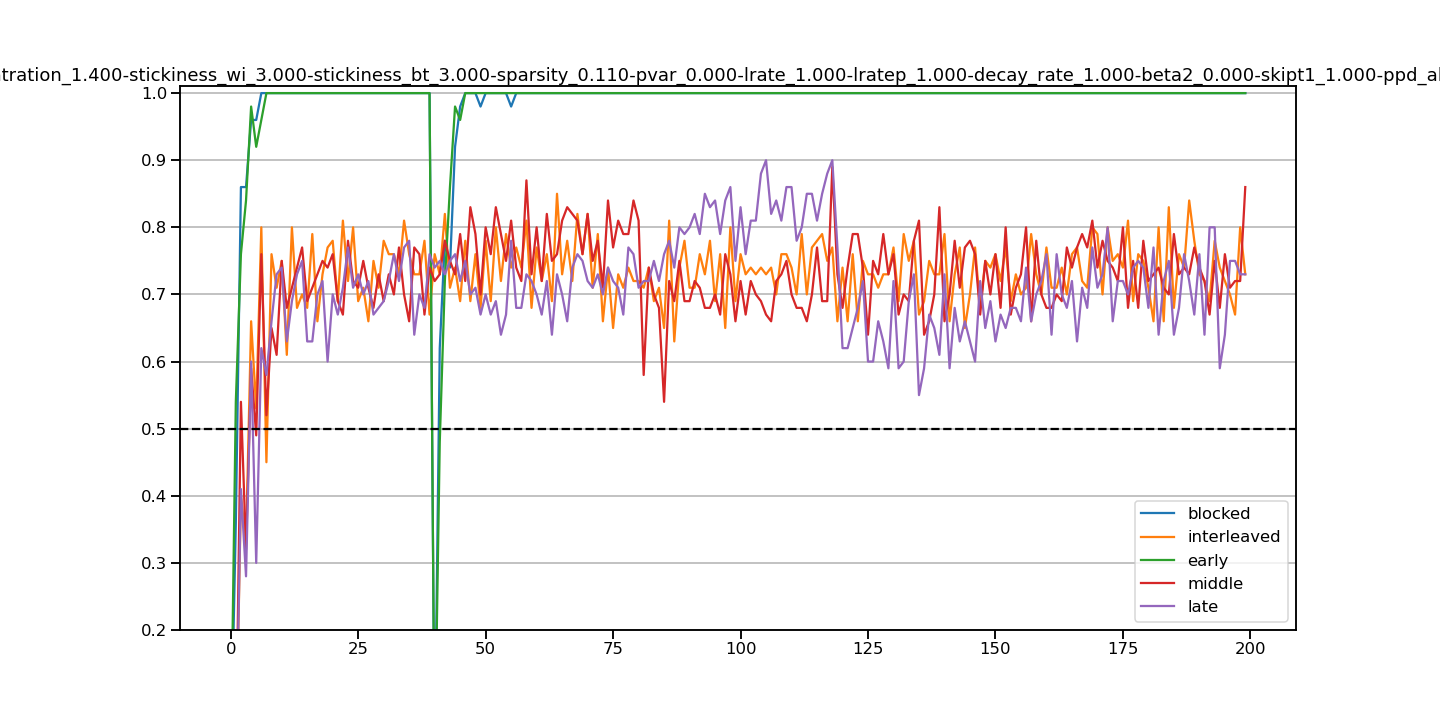 tration_1.400-stickiness_wi_3.000-stickiness_bt_3.000-sparsity_0.110-pvar_0.000-lrate_1.000-lratep_1.000-decay_rate_1.000-beta2_0.000-skipt1_1.000-ppd_al
1.0
0.9
0.8
0.7
0.6
0.5
0.4
0.3
0.2
0 25 50 75 100 125 150 175 200
blocked
interleaved
early
middle
late